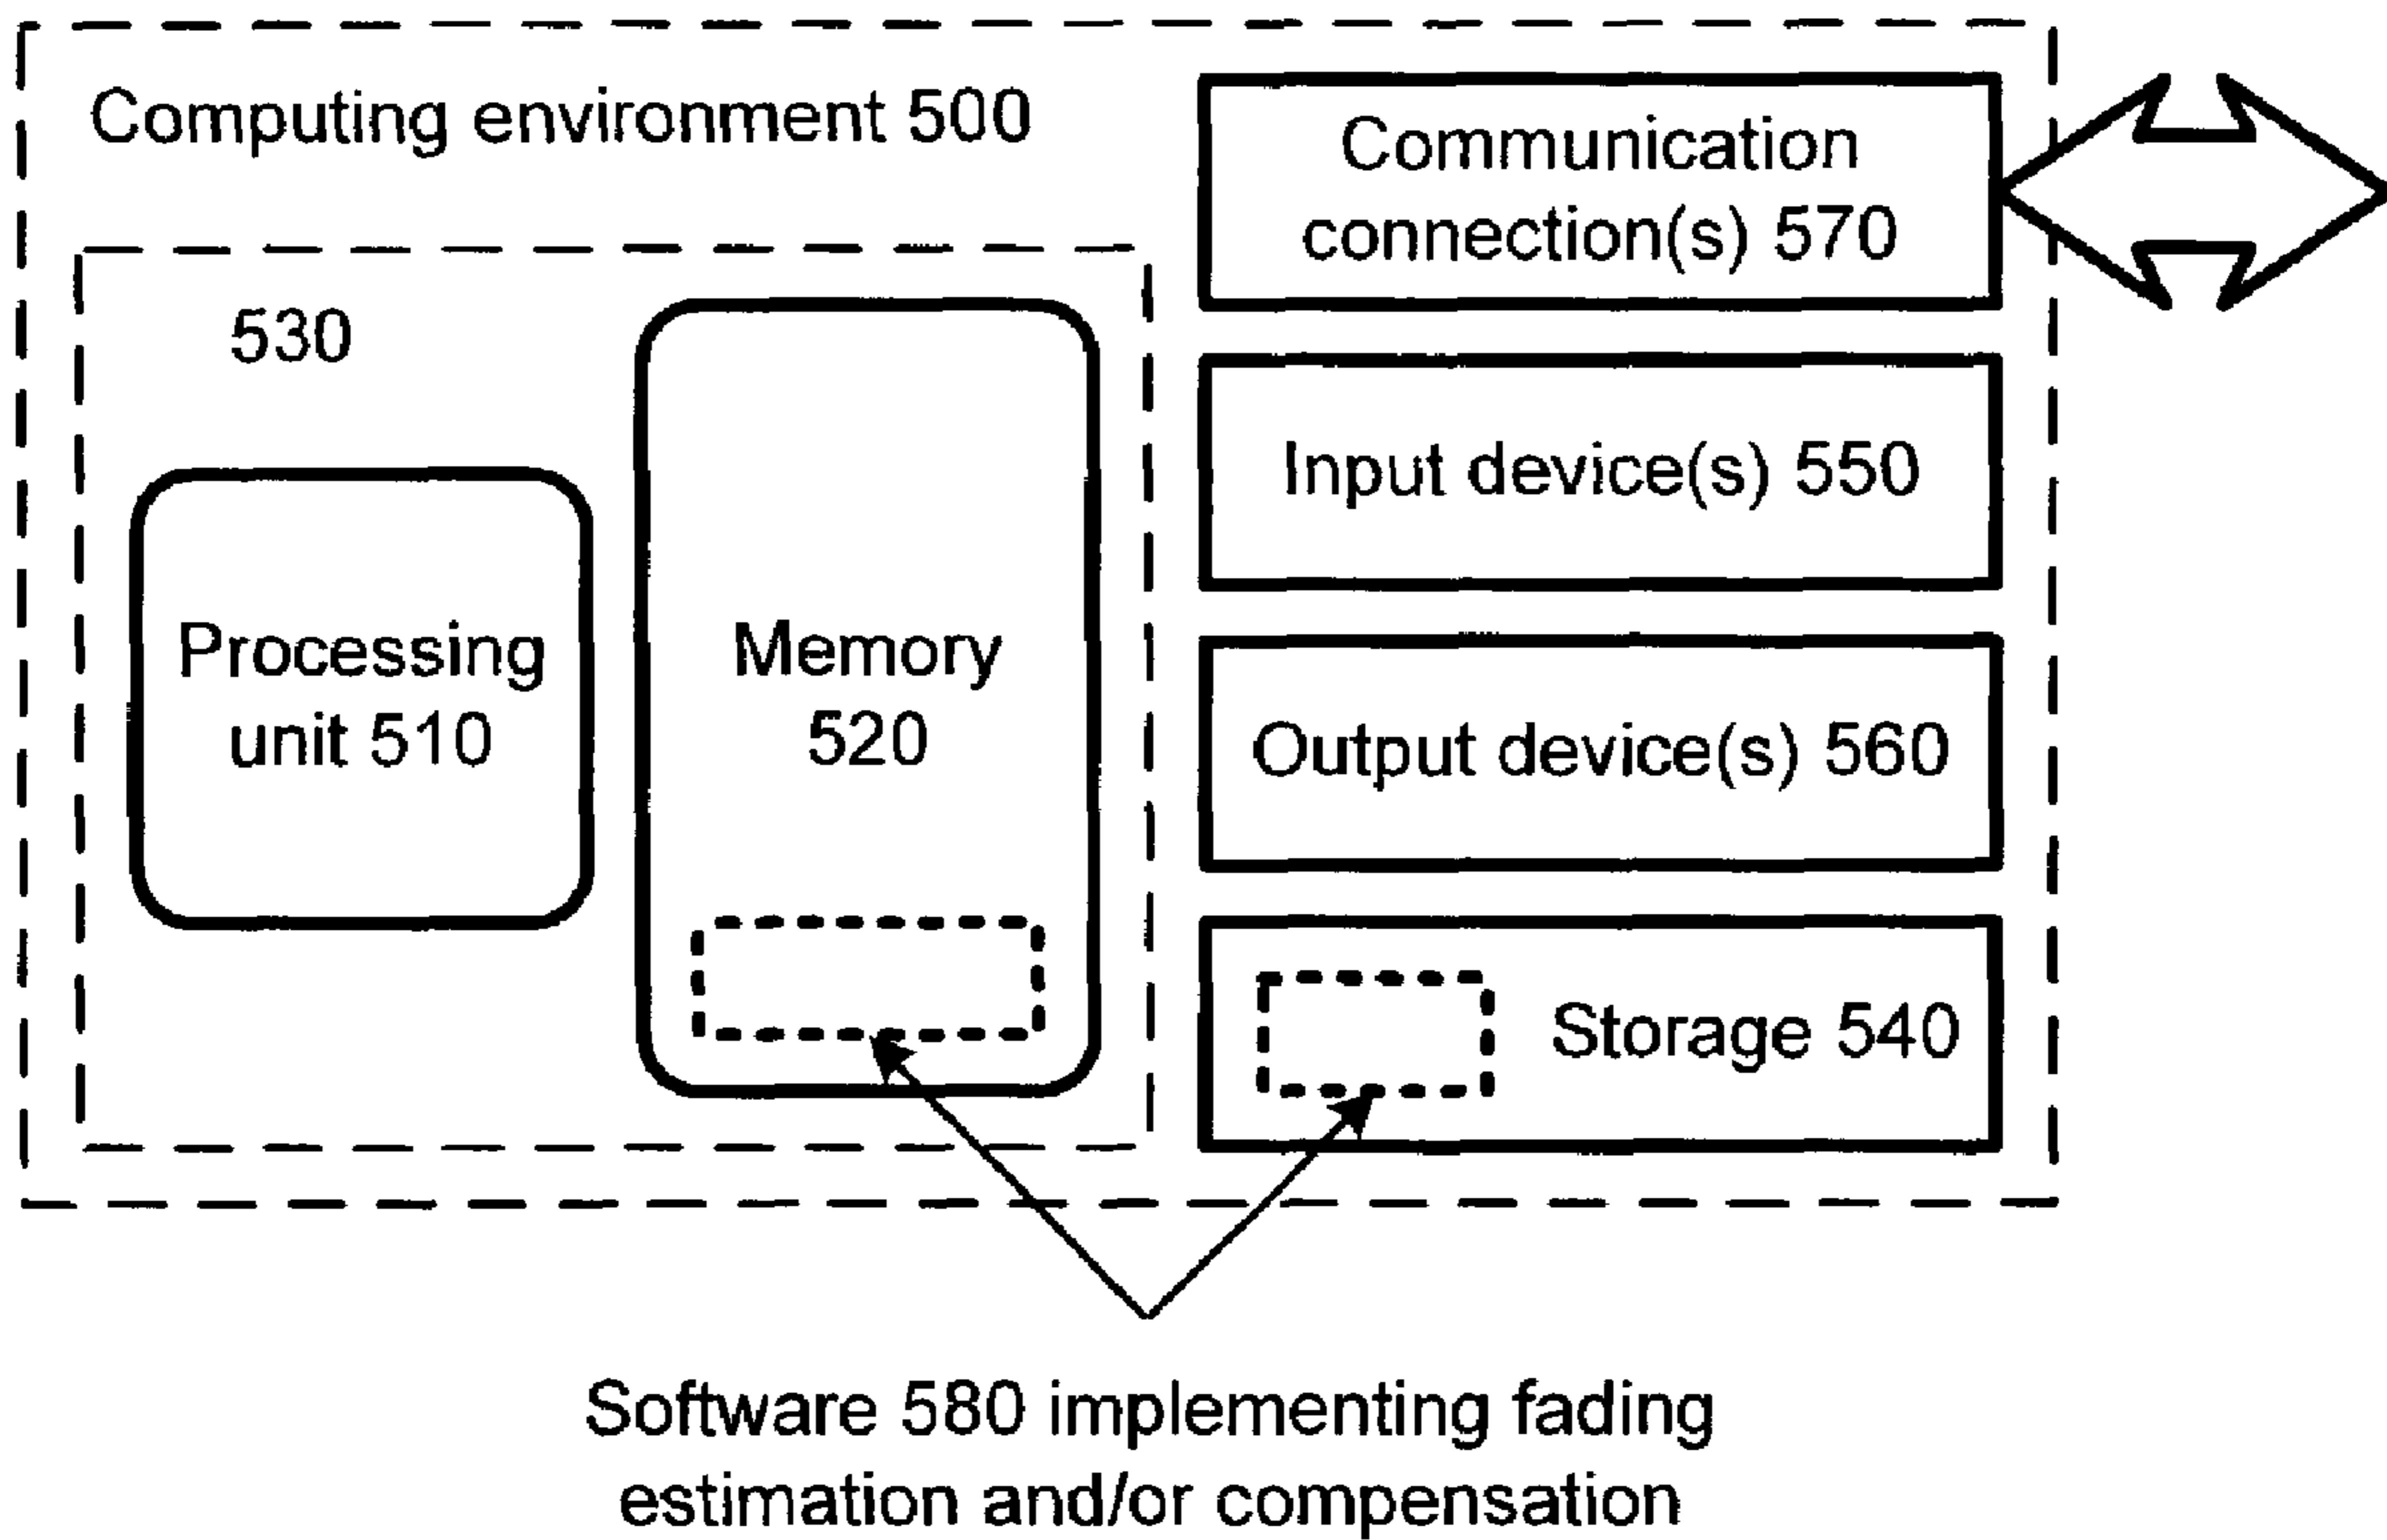 Computing environment 500
Communication
connection(s) 570
530
Input device(s) 550
Processing
unit 510
Memory
520
Output device(s) 560
Storage 540
Software 580 implementing fading
estimation and/or compensation